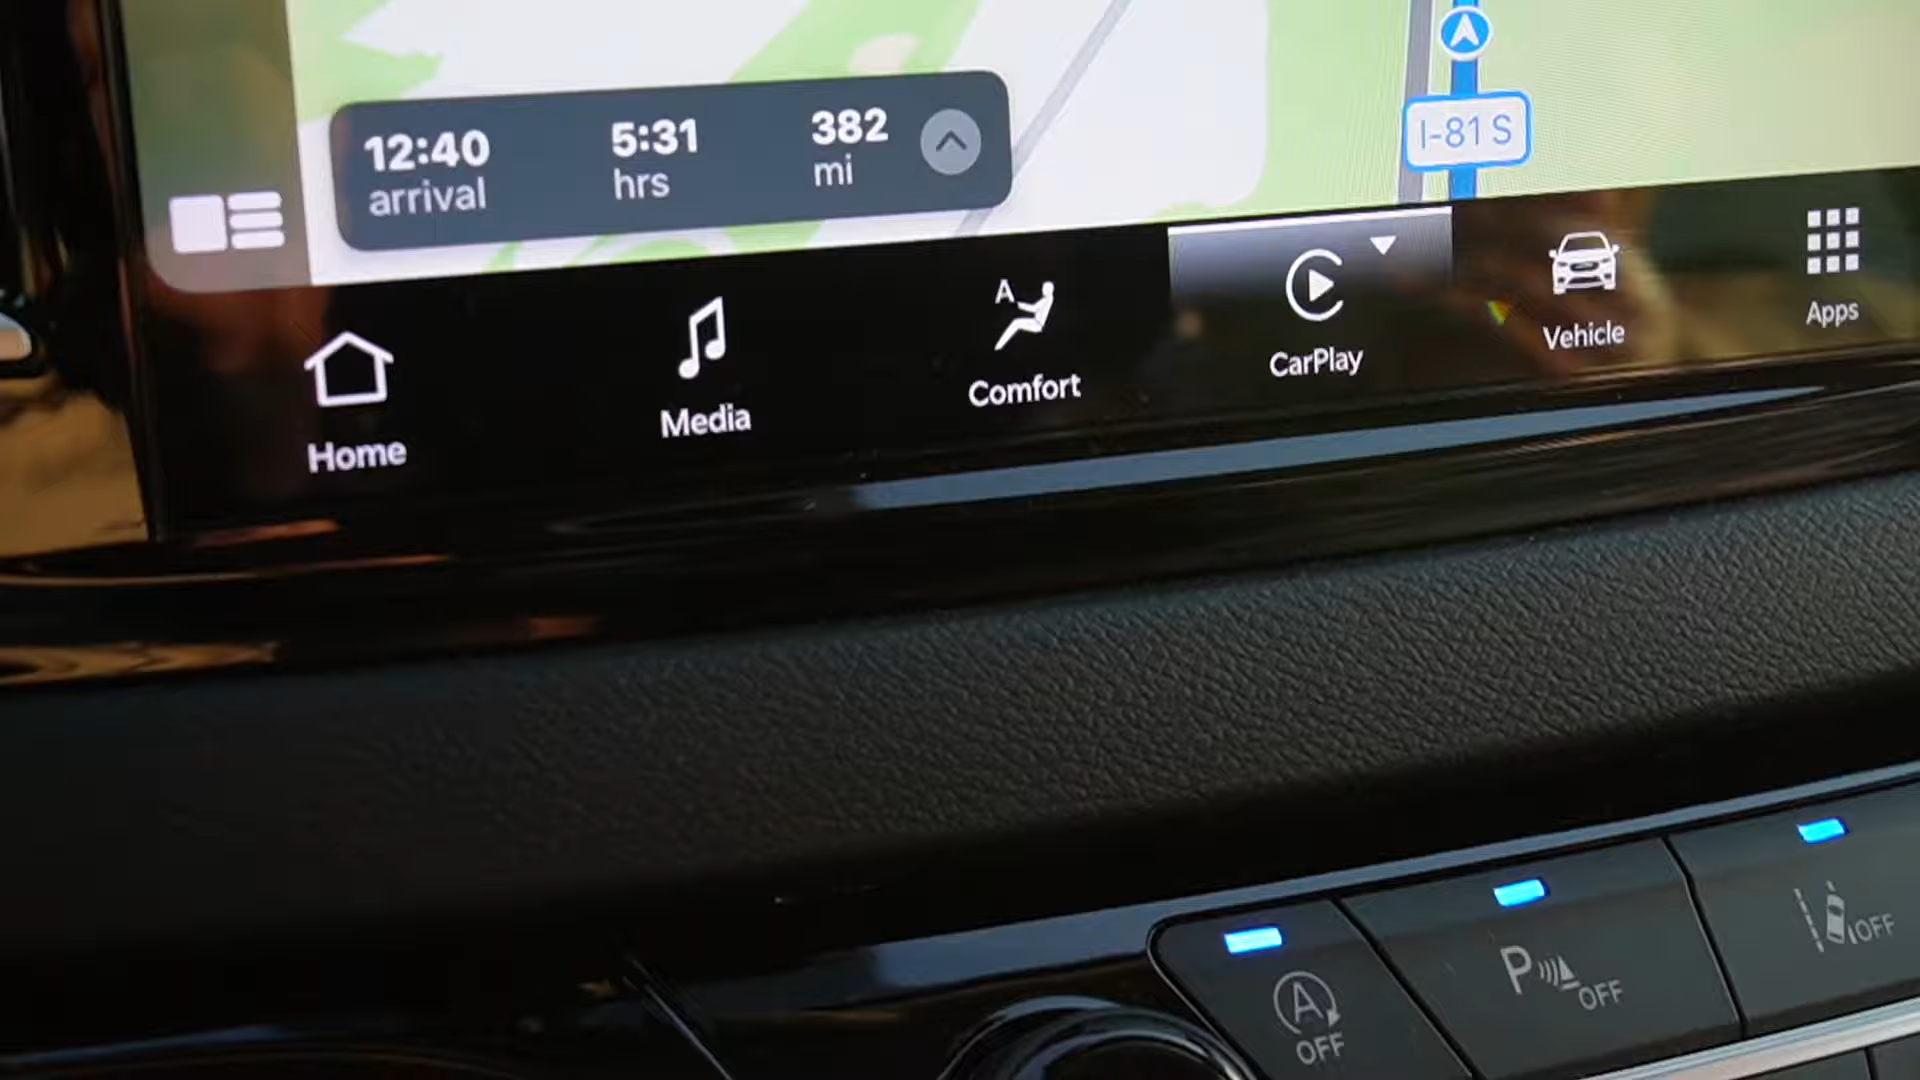 12:40 5:31 382
arrival hrs mi
I-81 S
Home Media Comfort CarPlay Vehicle Apps
A
A OFF
P OFF
OFF